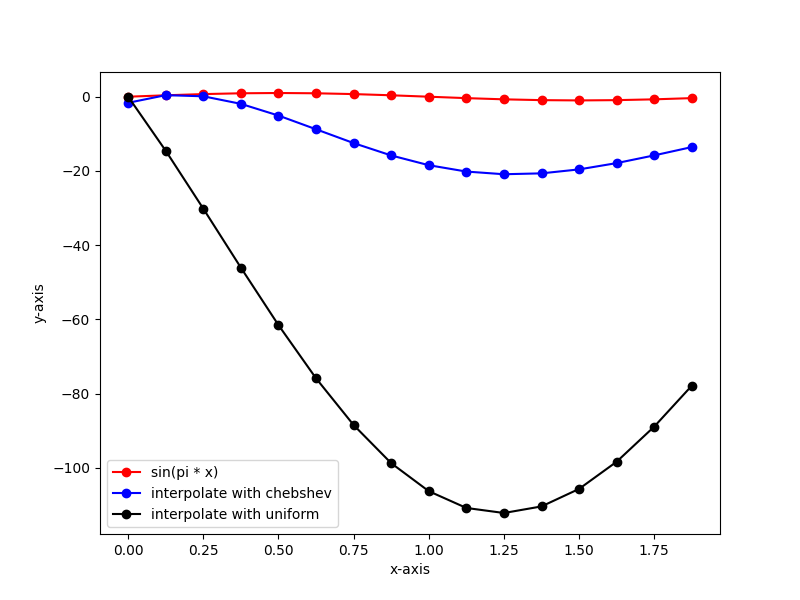 0
−20
−40
−60
−80
−100
y-axis
sin(pi * x)
interpolate with chebshev
interpolate with uniform
0.00 0.25 0.50 0.75 1.00 1.25 1.50 1.75
x-axis